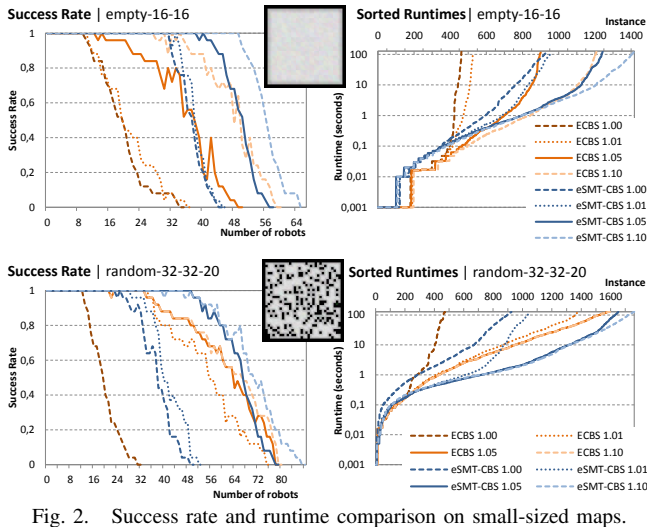 Success Rate | empty-16-16
Success Rate
1
0,8
0,6
0,4
0,2
0
0 8 16 24 32 40 48 56 64
Number of robots
Sorted Runtimes | empty-16-16
Instance
0 200 400 600 800 1000 1200 1400
Runtime (seconds)
100
10
1
0,1
0,01
0,001
ECBS 1.00
ECBS 1.01
ECBS 1.05
ECBS 1.10
eSMT-CBS 1.00
eSMT-CBS 1.01
eSMT-CBS 1.05
eSMT-CBS 1.10
Success Rate | random-32-32-20
Success Rate
1
0,8
0,6
0,4
0,2
0
0 8 16 24 32 40 48 56 64 72 80
Number of robots
Sorted Runtimes | random-32-32-20
Instance
0 200 400 600 800 1000 1200 1400 1600 1800
Runtime (seconds)
100
10
1
0,1
0,01
0,001
ECBS 1.00 ECBS 1.01
ECBS 1.05 ECBS 1.10
eSMT-CBS 1.00 eSMT-CBS 1.01
eSMT-CBS 1.05 eSMT-CBS 1.10
Fig. 2. Success rate and runtime comparison on small-sized maps.